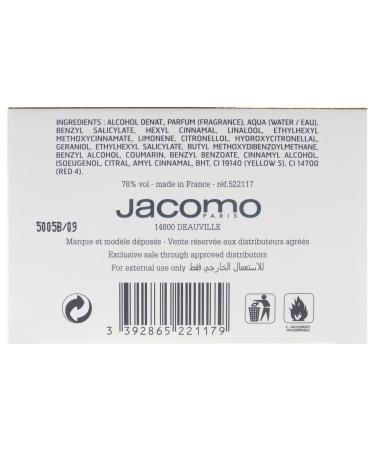 INGREDIENTS : ALCOHOL DENAT., PARFUM (FRAGRANCE), AQUA (WATER / EAU),
BENZYL SALICYLATE, HEXYL CINNAMAL, LINALOOL, ETHYLHEXYL
METHOXYCINNAMATE, LIMONENE, CITRONELLOL, HYDROXYCITRONELLAL,
GERANIOL, ETHYLHEXYL SALICYLATE, BUTYL METHOXYDIBENZOYLMETHANE,
BENZYL ALCOHOL, COUMARIN, BENZYL BENZOATE, CINNAMYL ALCOHOL,
ISOEUGENOL, CITRAL, AMYL CINNAMAL, BHT, CI 19140 (YELLOW 5), CI 14700
(RED 4).
78% vol - made in France - réf.522117
Jacomo
PARIS
5005B/09
14800 DEAUVILLE
Marque et modèle déposés - Vente réservée aux distributeurs agréés
Exclusive sale through approved distributors
For external use only للاستعمال الخارجي فقط
3 392865 221179
F - FACILEMENT
INFLAMMABLE